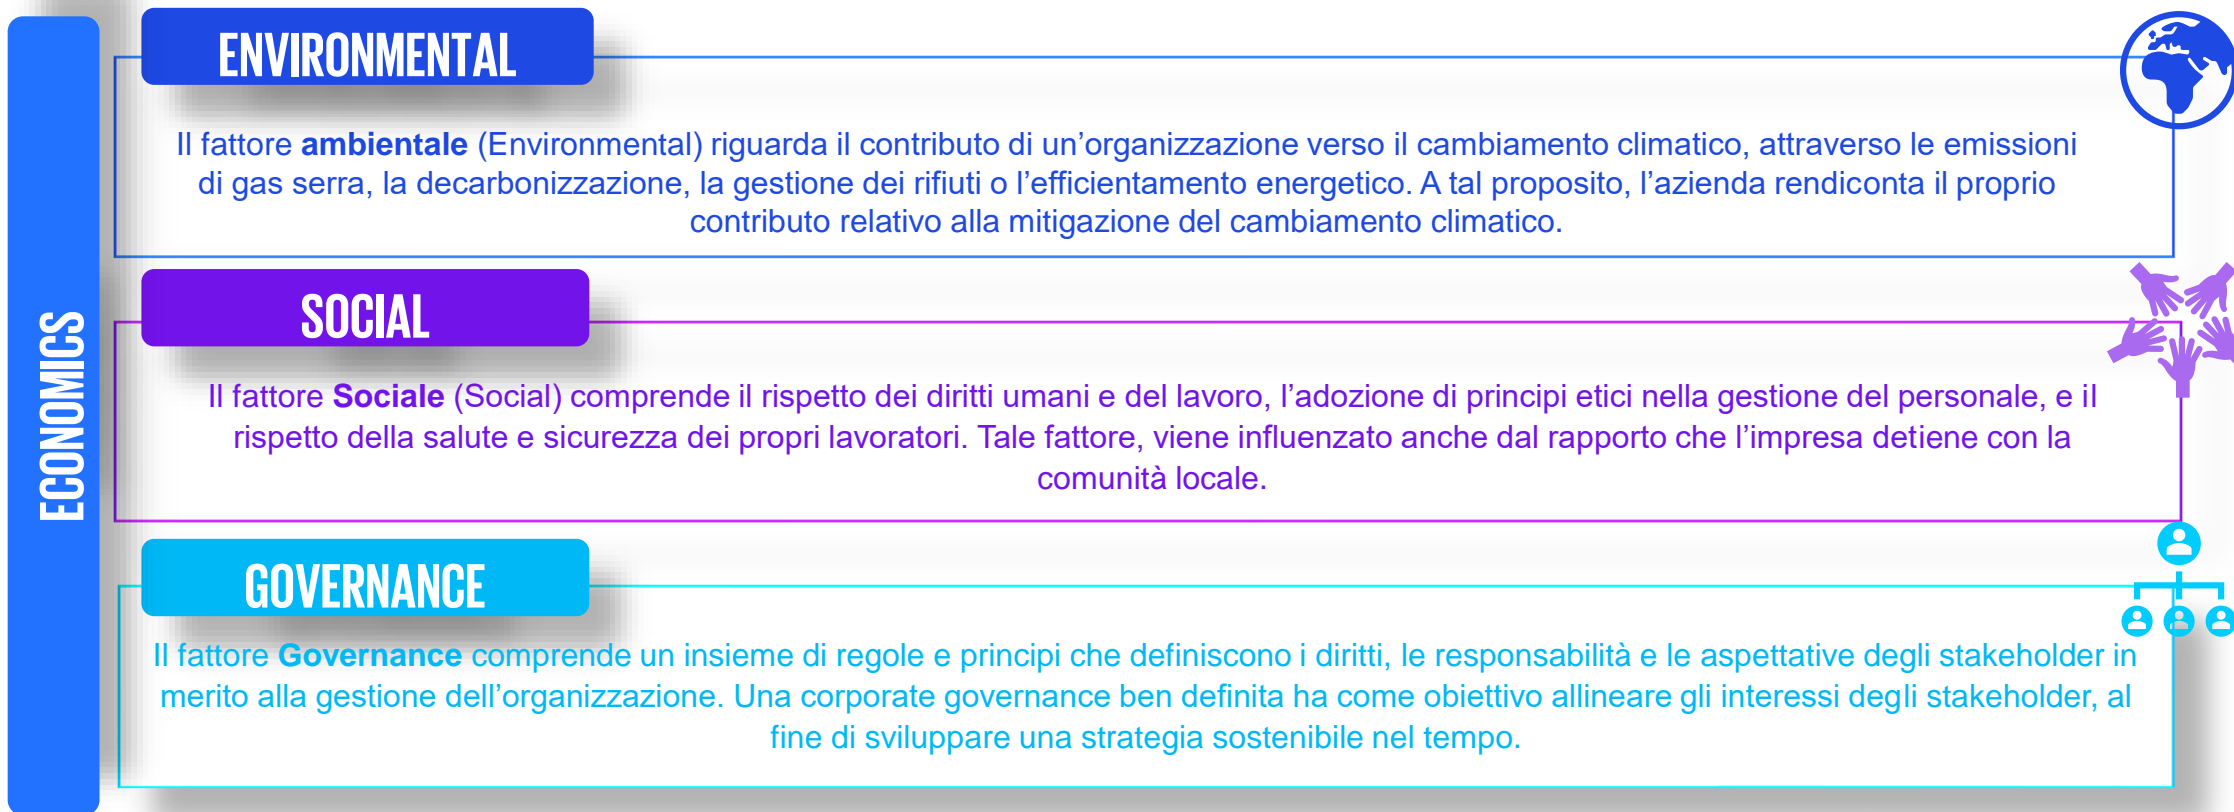 ECONOMICS
ENVIRONMENTAL
Il fattore ambientale (Environmental) riguarda il contributo di un’organizzazione verso il cambiamento climatico, attraverso le emissioni
di gas serra, la decarbonizzazione, la gestione dei rifiuti o l’efficientamento energetico. A tal proposito, l’azienda rendiconta il proprio
contributo relativo alla mitigazione del cambiamento climatico.
SOCIAL
Il fattore Sociale (Social) comprende il rispetto dei diritti umani e del lavoro, l’adozione di principi etici nella gestione del personale, e il
rispetto della salute e sicurezza dei propri lavoratori. Tale fattore, viene influenzato anche dal rapporto che l’impresa detiene con la
comunità locale.
GOVERNANCE
Il fattore Governance comprende un insieme di regole e principi che definiscono i diritti, le responsabilità e le aspettative degli stakeholder in
merito alla gestione dell’organizzazione. Una corporate governance ben definita ha come obiettivo allineare gli interessi degli stakeholder, al
fine di sviluppare una strategia sostenibile nel tempo.